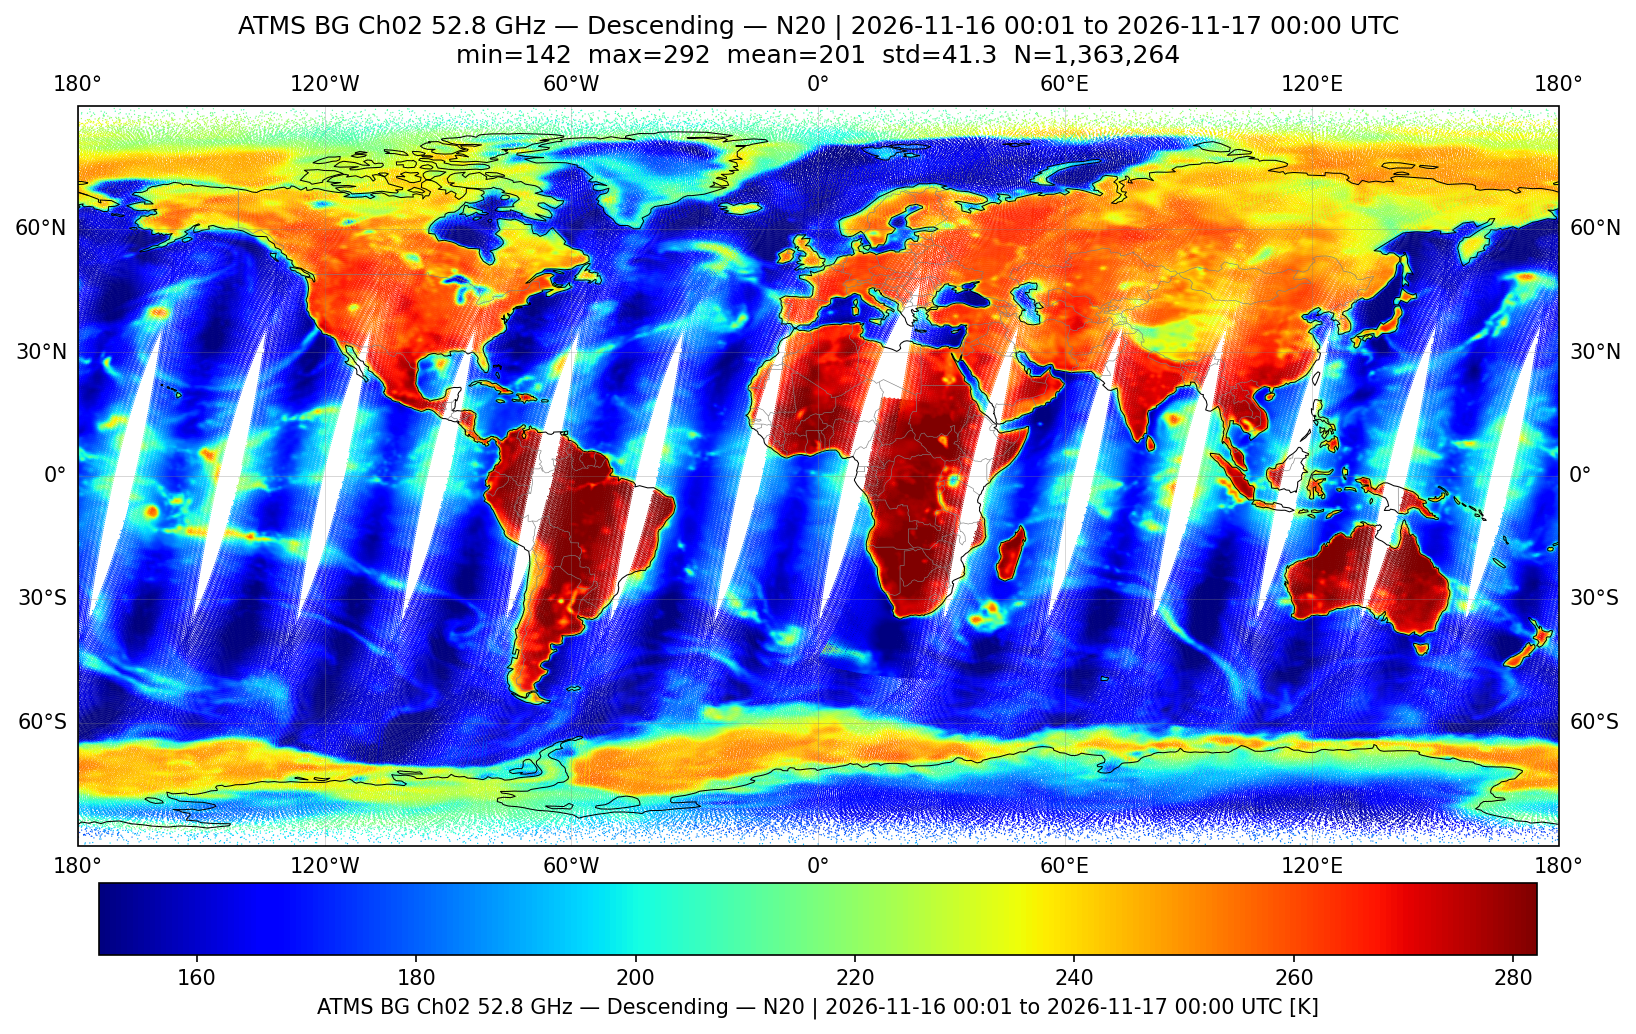 ATMS BG Ch02 52.8 GHz — Descending — N20 | 2026-11-16 00:01 to 2026-11-17 00:00 UTC
min=142  max=292  mean=201  std=41.3  N=1,363,264
180° 120°W 60°W 0° 60°E 120°E 180°
60°N 60°N
30°N 30°N
0° 0°
30°S 30°S
60°S 60°S
180° 120°W 60°W 0° 60°E 120°E 180°
160 180 200 220 240 260 280
ATMS BG Ch02 52.8 GHz — Descending — N20 | 2026-11-16 00:01 to 2026-11-17 00:00 UTC [K]